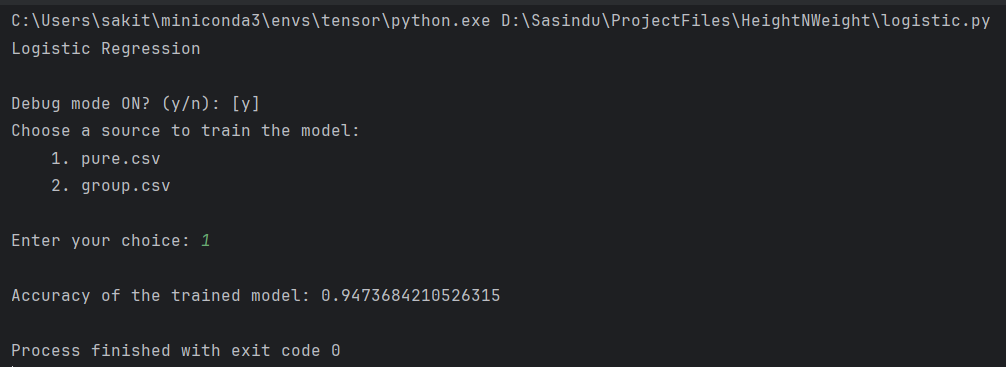 C:\Users\sakit\miniconda3\envs\tensor\python.exe D:\Sasindu\ProjectFiles\HeightNWeight\logistic.py
Logistic Regression
Debug mode ON? (y/n): [y]
Choose a source to train the model:
1. pure.csv
2. group.csv
Enter your choice: 1
Accuracy of the trained model: 0.9473684210526315
Process finished with exit code 0